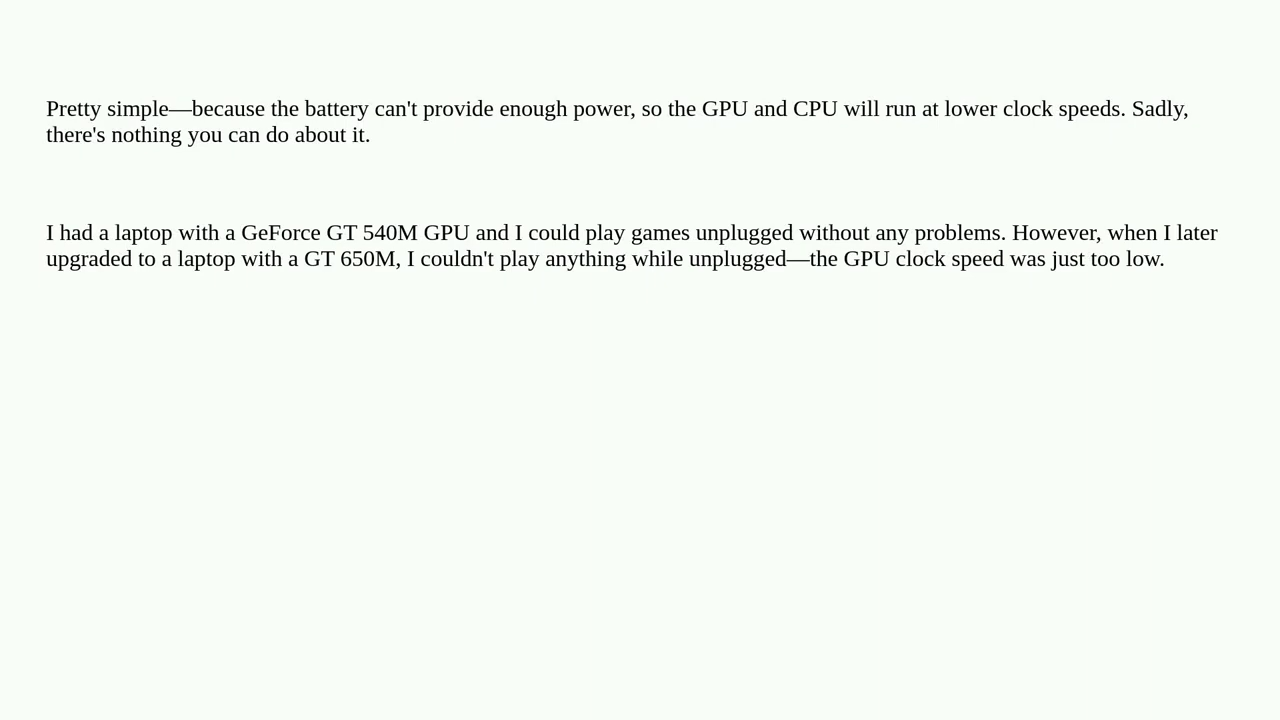 Pretty simple—because the battery can't provide enough power, so the GPU and CPU will run at lower clock speeds. Sadly,
there's nothing you can do about it.
I had a laptop with a GeForce GT 540M GPU and I could play games unplugged without any problems. However, when I later
upgraded to a laptop with a GT 650M, I couldn't play anything while unplugged—the GPU clock speed was just too low.